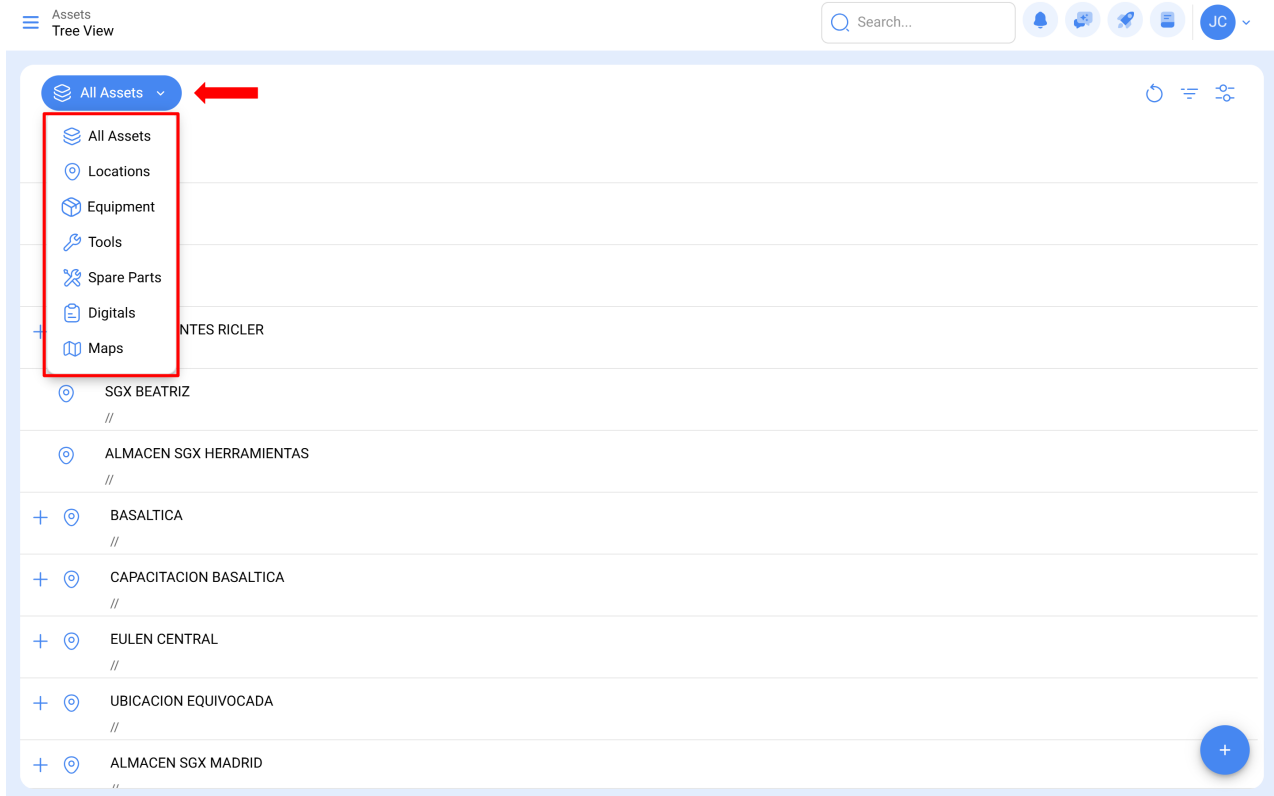 Assets
Tree View
Search...
JC
All Assets
All Assets
Locations
Equipment
Tools
Spare Parts
Digitals
Maps
NTES RICLER
SGX BEATRIZ
//
ALMACEN SGX HERRAMIENTAS
//
BASALTICA
//
CAPACITACION BASALTICA
//
EULEN CENTRAL
//
UBICACION EQUIVOCADA
//
ALMACEN SGX MADRID
//